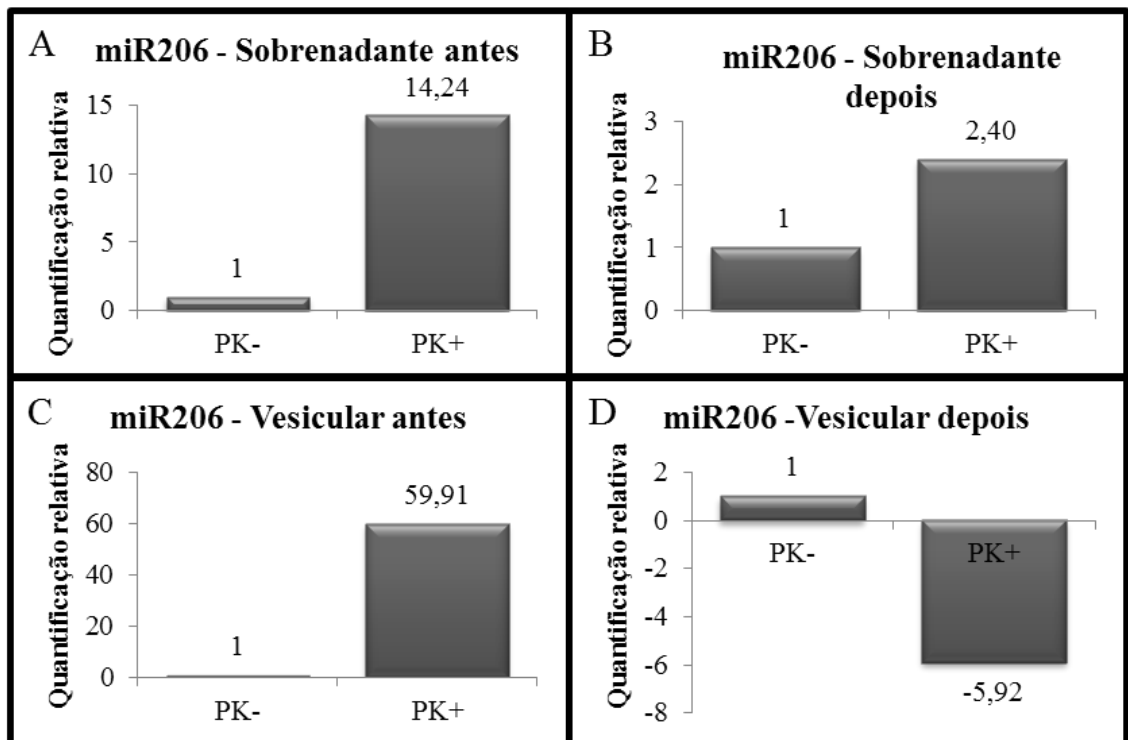 A
miR206 - Sobrenadante antes
Quantificação relativa
15
10
5
0
14,24
1
PK-
PK+
B
miR206 - Sobrenadante
depois
Quantificação relativa
3
2
1
0
2,40
1
PK-
PK+
C
miR206 - Vesicular antes
Quantificação relativa
80
60
40
20
0
59,91
1
PK-
PK+
D
miR206 -Vesicular depois
Quantificação relativa
2
0
-2
-4
-6
-8
1
PK-
PK+
-5,92